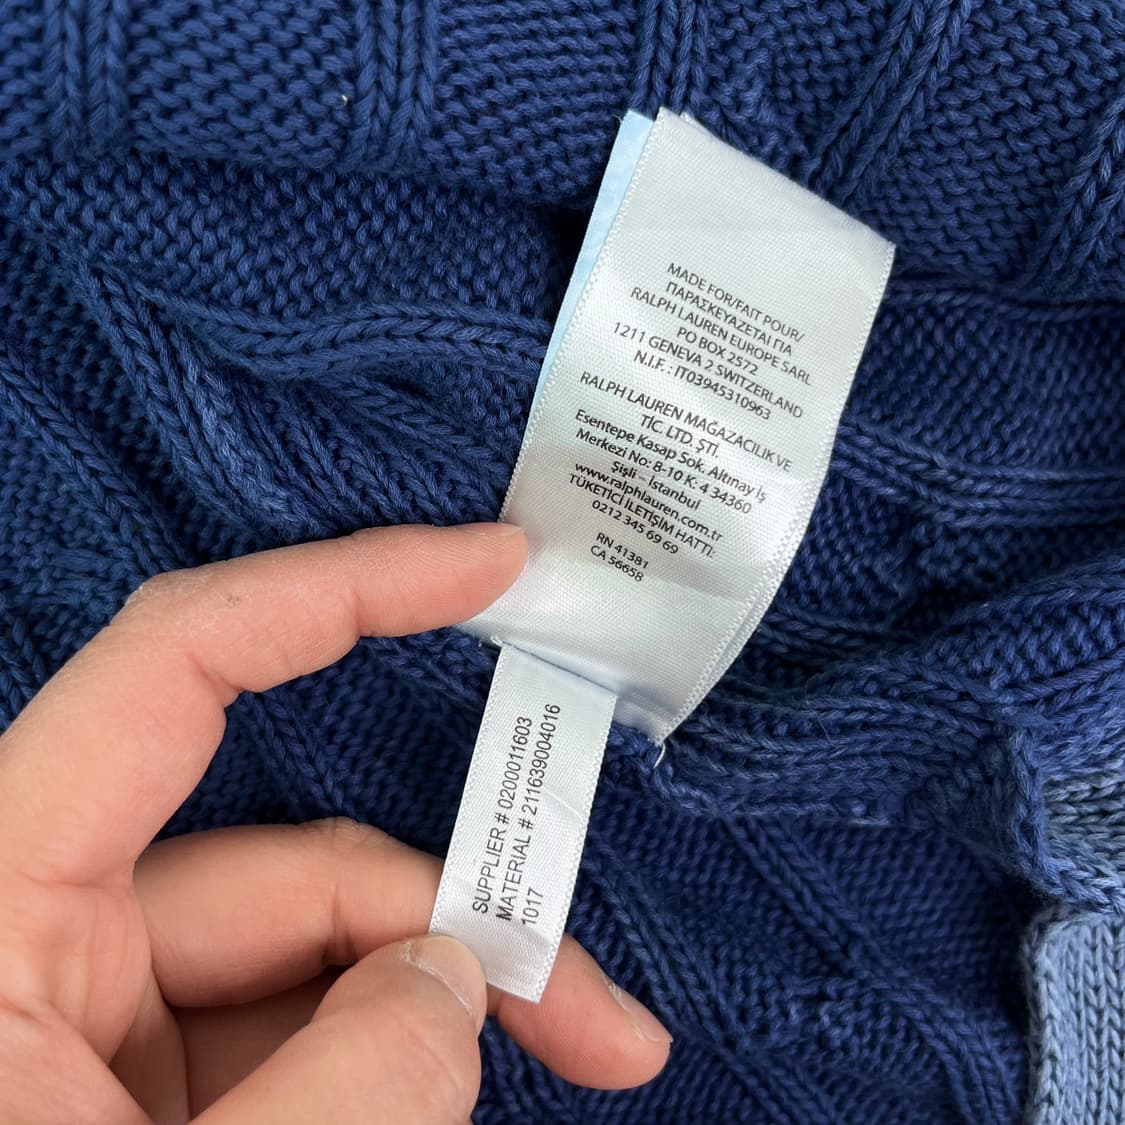 MADE FOR/FAIT POUR/
ΠΑΡΑΣΚΕΥΑΖΕΤΑΙ ΓΙΑ
RALPH LAUREN EUROPE SARL
PO BOX 2572
1211 GENEVA 2 SWITZERLAND
N.I.F. : IT03945310963
RALPH LAUREN MAĞAZACILIK VE
TİC. LTD. ŞTİ.
Esentepe Kasap Sok. Altınay İş
Merkezi No: 8-10 K: 4 34360
Şişli – İstanbul
www.ralphlauren.com.tr
TÜKETİCİ İLETİŞİM HATTI:
0212 345 69 69
RN 41381
CA 56658
SUPPLIER # 0200011603
MATERIAL # 211639004016
1017